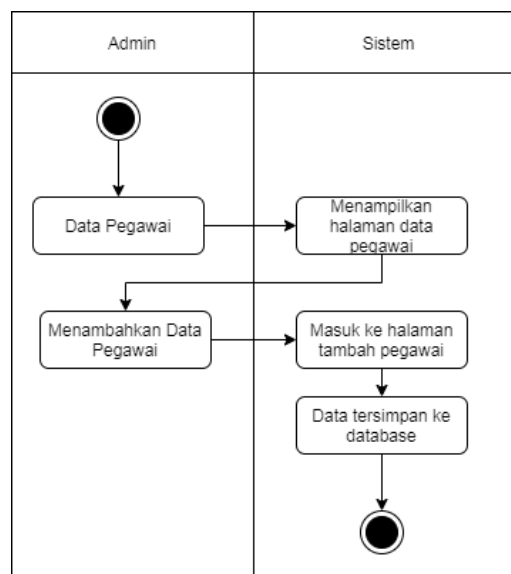 Admin
Sistem
Data Pegawai
Menampilkan
halaman data
pegawai
Menambahkan Data
Pegawai
Masuk ke halaman
tambah pegawai
Data tersimpan ke
database